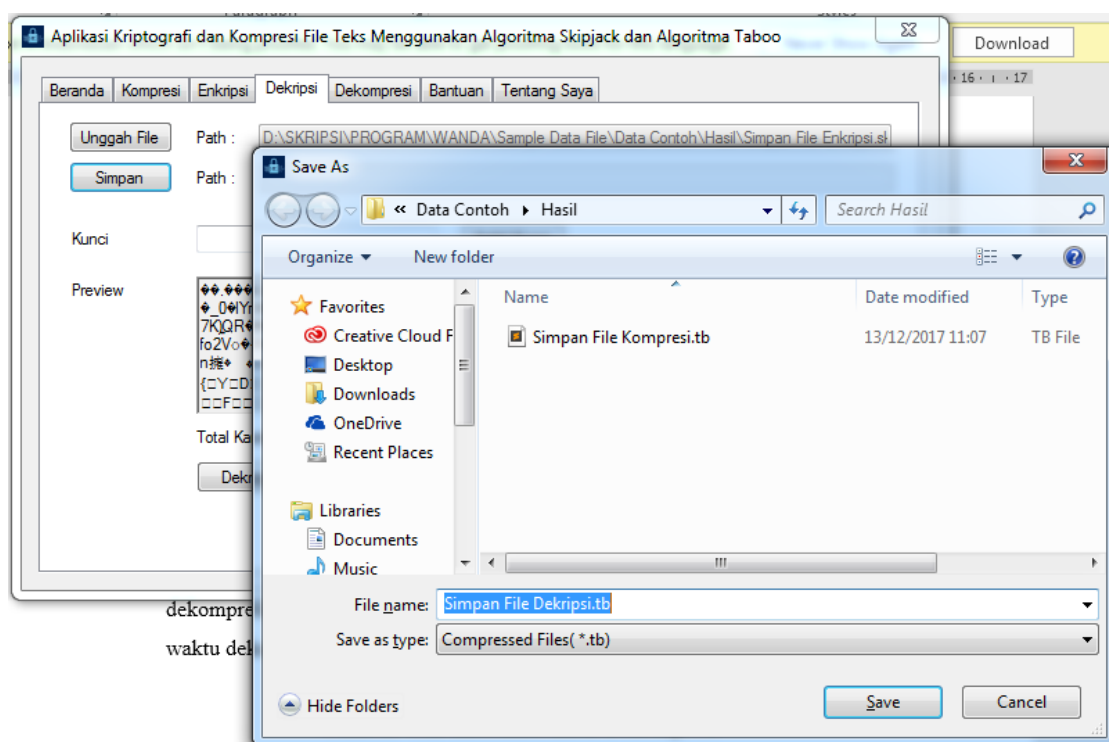 Aplikasi Kriptografi dan Kompresi File Teks Menggunakan Algoritma Skipjack dan Algoritma Taboo
Download
· 16 · ı · 17
Beranda Kompresi Enkripsi Dekripsi Dekompresi Bantuan Tentang Saya
Unggah File Path : D:\SKRIPSI\PROGRAM\WANDA\Sample Data File\Data Contoh\Hasil\Simpan File Enkripsi.sk
Simpan Path :
Kunci
Preview
Total Ka
Dekr
Save As
« Data Contoh Hasil
Search Hasil
Organize New folder
Favorites
Creative Cloud F
Desktop
Downloads
OneDrive
Recent Places
Libraries
Documents
Music
Name Date modified Type
Simpan File Kompresi.tb 13/12/2017 11:07 TB File
File name: Simpan File Dekripsi.tb
Save as type: Compressed Files( *.tb)
Hide Folders Save Cancel
dekompre
waktu del